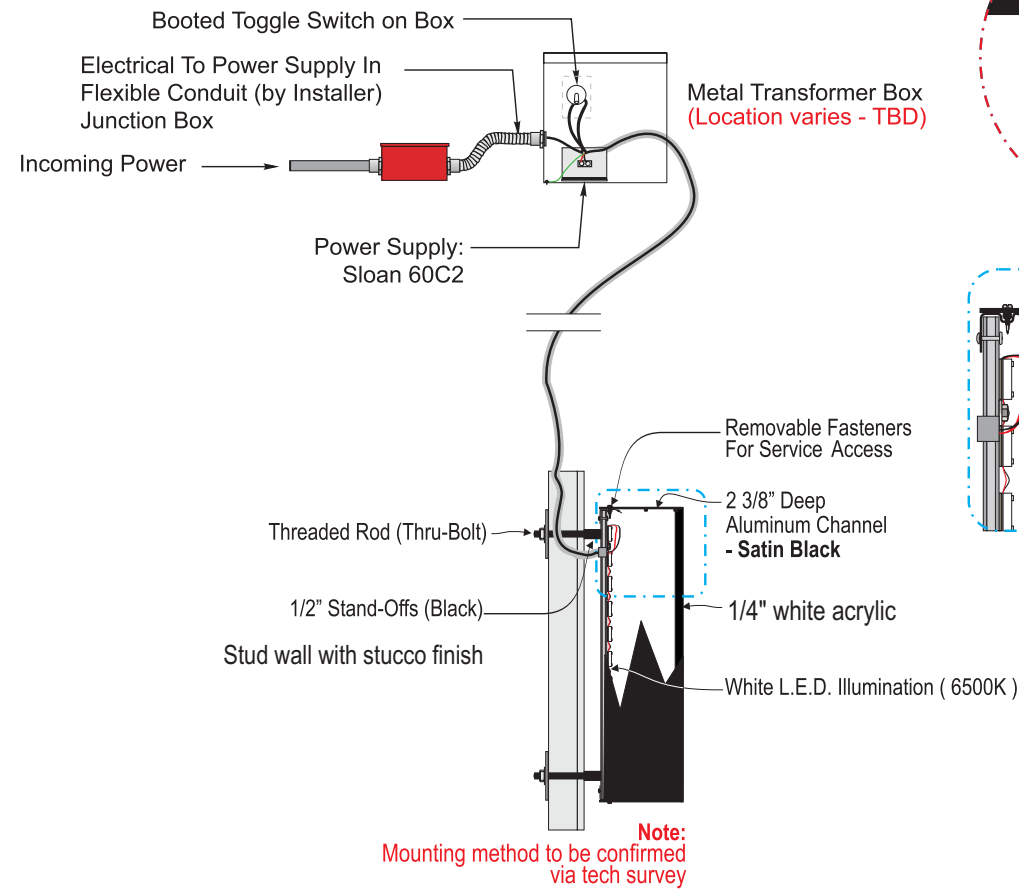 Booted Toggle Switch on Box
Electrical To Power Supply In
Flexible Conduit (by Installer)
Junction Box
Metal Transformer Box
(Location varies - TBD)
Incoming Power
Power Supply:
Sloan 60C2
Removable Fasteners
For Service Access
2 3/8” Deep
Aluminum Channel
- Satin Black
Threaded Rod (Thru-Bolt)
1/2” Stand-Offs (Black)
1/4" white acrylic
Stud wall with stucco finish
White L.E.D. Illumination ( 6500K )
Note:
Mounting method to be confirmed
via tech survey